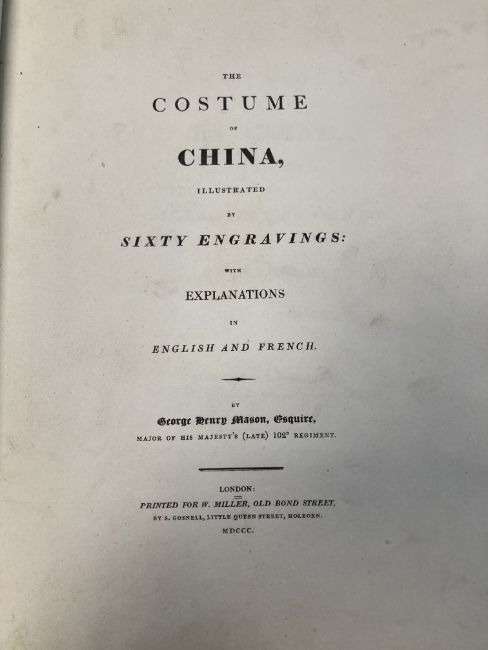 THE
COSTUME
OF
CHINA,
ILLUSTRATED
BY
SIXTY ENGRAVINGS:
WITH
EXPLANATIONS
IN
ENGLISH AND FRENCH.
BY
George Henry Mason, Esquire,
MAJOR OF HIS MAJESTY'S (LATE) 102D REGIMENT.
LONDON:
PRINTED FOR W. MILLER, OLD BOND STREET,
BY S. GOSNELL, LITTLE QUEEN STREET, HOLBORN.
MDCCC.